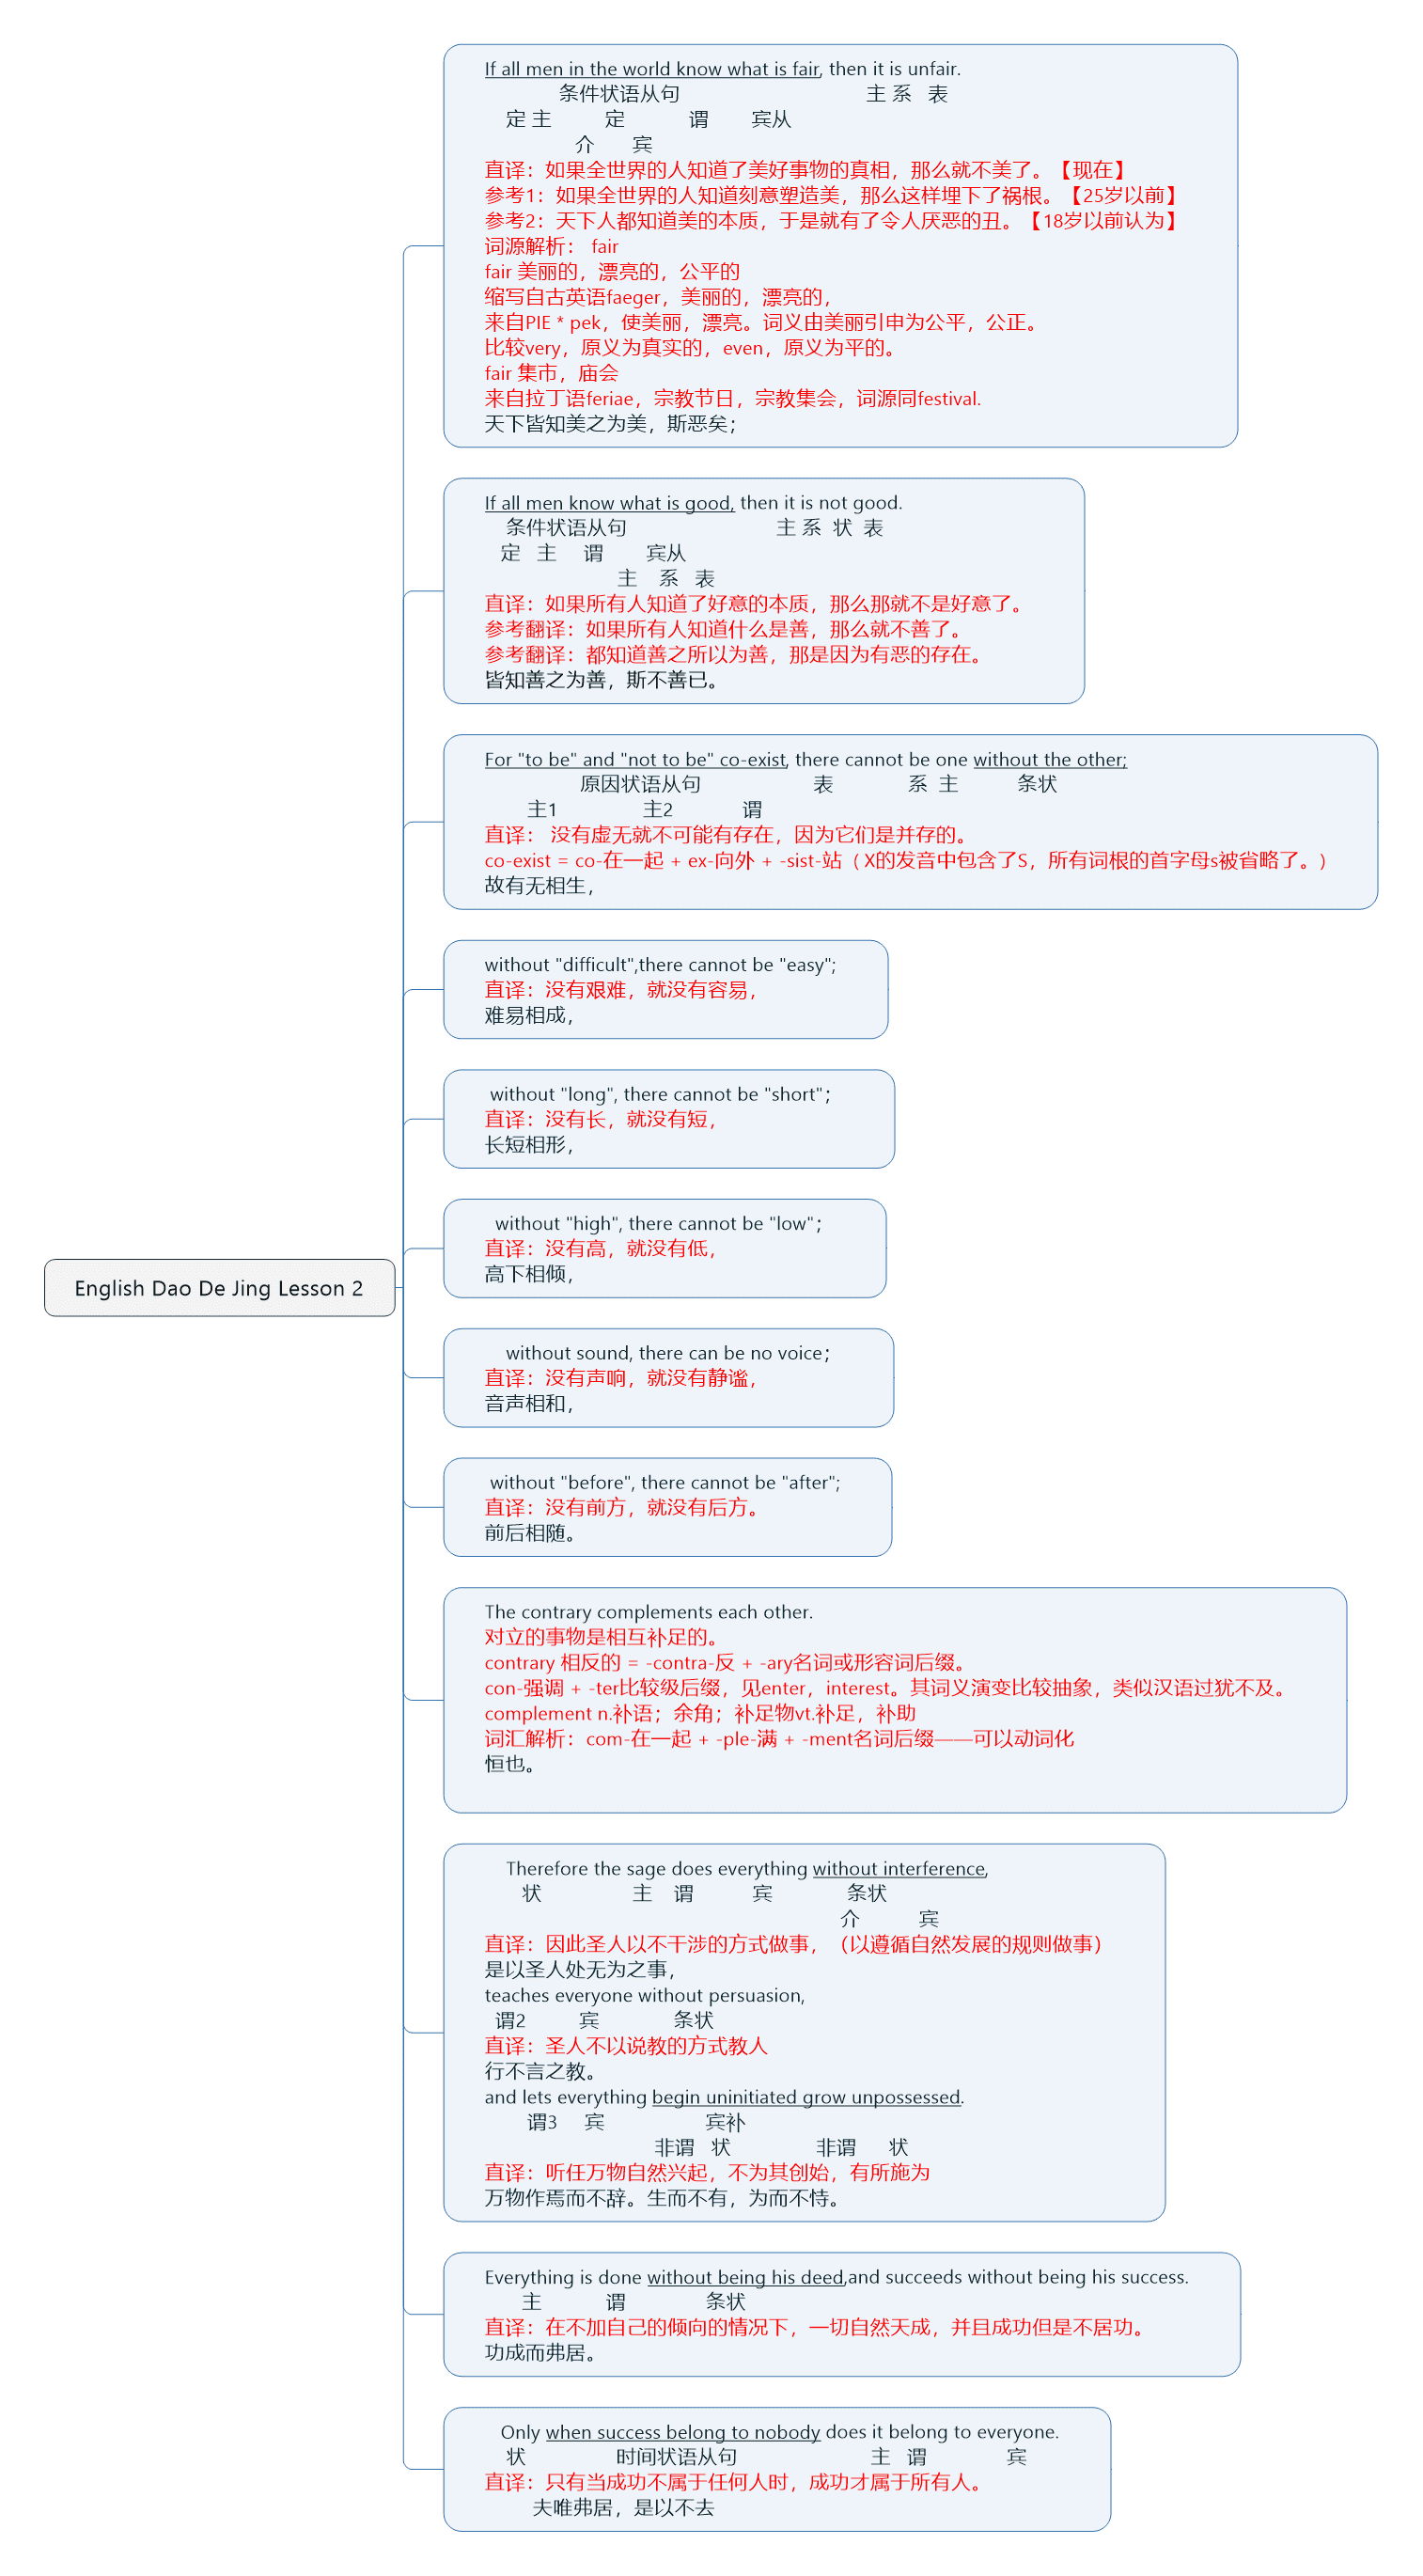 English Dao De Jing Lesson 2
If all men in the world know what is fair, then it is unfair.
条件状语从句 主 系 表
定 主 定 谓 宾从
介 宾
直译：如果全世界的人知道了美好事物的真相，那么就不美了。【现在】
参考1：如果全世界的人知道刻意塑造美，那么这样埋下了祸根。【25岁以前】
参考2：天下人都知道美的本质，于是就有了令人厌恶的丑。【18岁以前认为】
词源解析： fair
fair 美丽的，漂亮的，公平的
缩写自古英语faeger，美丽的，漂亮的，
来自PIE * pek，使美丽，漂亮。词义由美丽引申为公平，公正。
比较very，原义为真实的，even，原义为平的。
fair 集市，庙会
来自拉丁语feriae，宗教节日，宗教集会，词源同festival.
天下皆知美之为美，斯恶矣；
If all men know what is good, then it is not good.
条件状语从句 主 系 状 表
定 主 谓 宾从
主 系 表
直译：如果所有人知道了好意的本质，那么那就不是好意了。
参考翻译：如果所有人知道什么是善，那么就不善了。
参考翻译：都知道善之所以为善，那是因为有恶的存在。
皆知善之为善，斯不善已。
For "to be" and "not to be" co-exist, there cannot be one without the other;
原因状语从句 表 系 主 条状
主1 主2 谓
直译： 没有虚无就不可能有存在，因为它们是并存的。
co-exist = co-在一起 + ex-向外 + -sist-站（ X的发音中包含了S，所有词根的首字母s被省略了。）
故有无相生，
without "difficult",there cannot be "easy";
直译：没有艰难，就没有容易，
难易相成，
without "long", there cannot be "short"；
直译：没有长，就没有短，
长短相形，
without "high", there cannot be "low"；
直译：没有高，就没有低，
高下相倾，
without sound, there can be no voice；
直译：没有声响，就没有静谧，
音声相和，
without "before", there cannot be "after";
直译：没有前方，就没有后方。
前后相随。
The contrary complements each other.
对立的事物是相互补足的。
contrary 相反的 = -contra-反 + -ary名词或形容词后缀。
con-强调 + -ter比较级后缀，见enter，interest。其词义演变比较抽象，类似汉语过犹不及。
complement n.补语；余角；补足物vt.补足，补助
词汇解析：com-在一起 + -ple-满 + -ment名词后缀——可以动词化
恒也。
Therefore the sage does everything without interference,
状 主 谓 宾 条状
介 宾
直译：因此圣人以不干涉的方式做事，（以遵循自然发展的规则做事）
是以圣人处无为之事，
teaches everyone without persuasion,
谓2 宾 条状
直译：圣人不以说教的方式教人
行不言之教。
and lets everything begin uninitiated grow unpossessed.
谓3 宾 宾补
非谓 状 非谓 状
直译：听任万物自然兴起，不为其创始，有所施为
万物作焉而不辞。生而不有，为而不恃。
Everything is done without being his deed,and succeeds without being his success.
主 谓 条状
直译：在不加自己的倾向的情况下，一切自然天成，并且成功但是不居功。
功成而弗居。
Only when success belong to nobody does it belong to everyone.
状 时间状语从句 主 谓 宾
直译：只有当成功不属于任何人时，成功才属于所有人。
夫唯弗居，是以不去